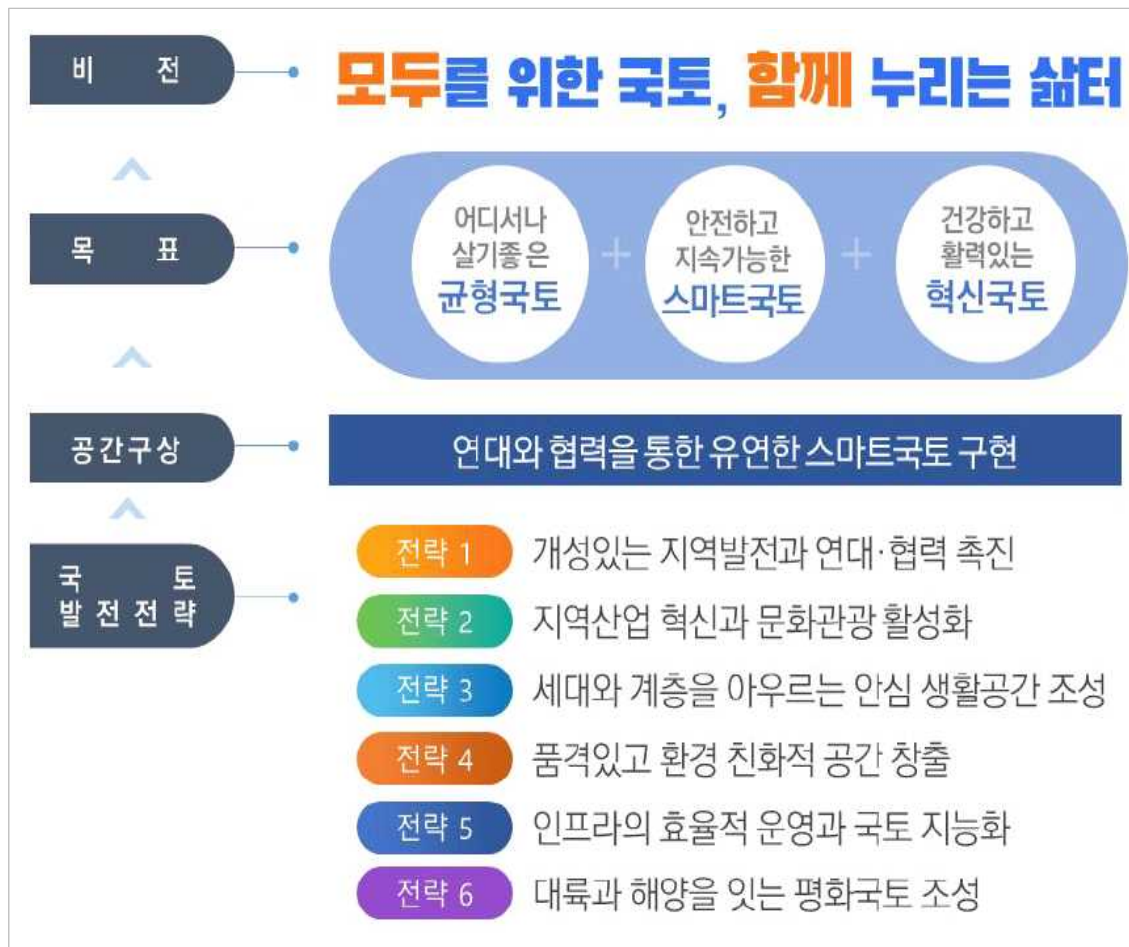 비 전
모두를 위한 국토, 함께 누리는 삶터
목 표
어디서나
살기좋은
균형국토
+
안전하고
지속가능한
스마트국토
+
건강하고
활력있는
혁신국토
공간구상
연대와 협력을 통한 유연한 스마트국토 구현
국 토
발 전 전 략
전략 1 개성있는 지역발전과 연대·협력 촉진
전략 2 지역산업 혁신과 문화관광 활성화
전략 3 세대와 계층을 아우르는 안심 생활공간 조성
전략 4 품격있고 환경 친화적 공간 창출
전략 5 인프라의 효율적 운영과 국토 지능화
전략 6 대륙과 해양을 잇는 평화국토 조성